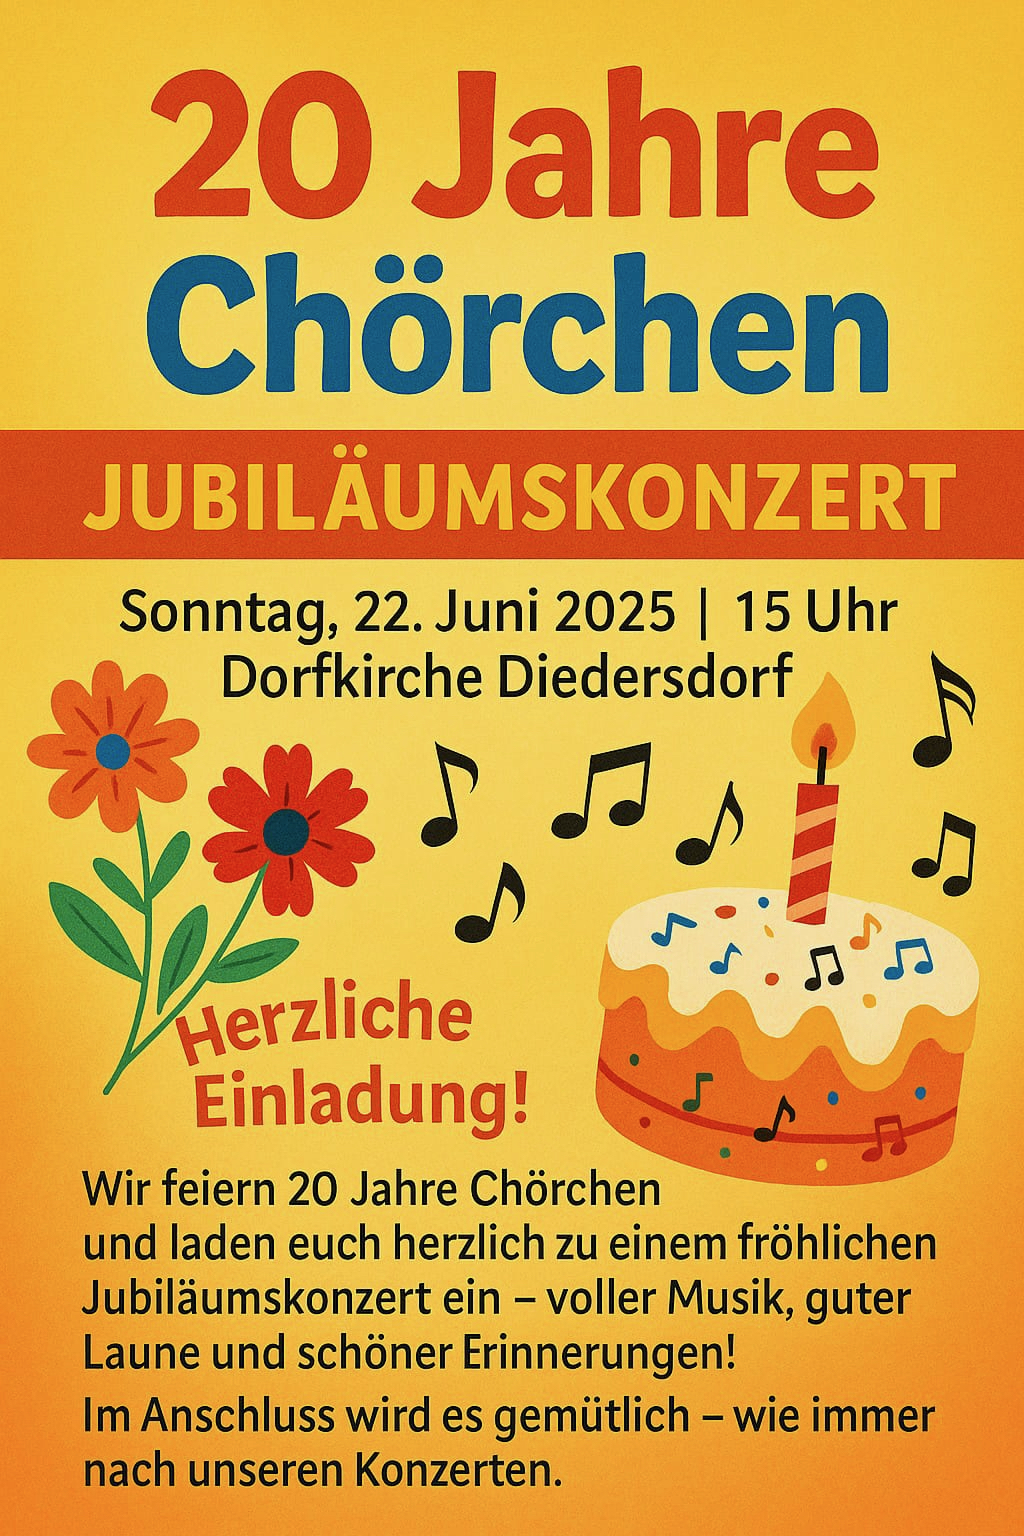 20 Jahre
Chörchen
JUBILÄUMSKONZERT
Sonntag, 22. Juni 2025 | 15 Uhr
Dorfkirche Diedersdorf
Herzliche
Einladung!
Wir feiern 20 Jahre Chörchen
und laden euch herzlich zu einem fröhlichen
Jubiläumskonzert ein – voller Musik, guter
Laune und schöner Erinnerungen!
Im Anschluss wird es gemütlich – wie immer
nach unseren Konzerten.